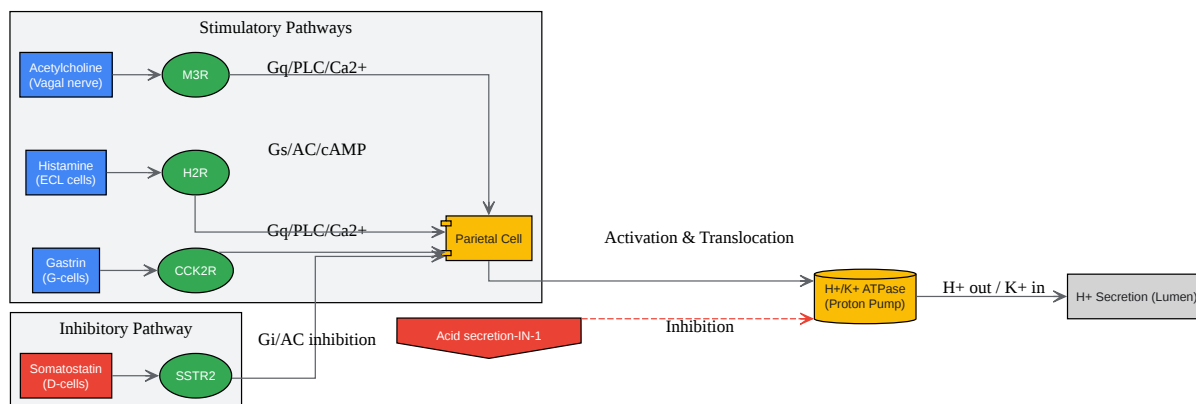 Stimulatory Pathways
Acetylcholine
(Vagal nerve)
M3R
Gq/PLC/Ca2+
Histamine
(ECL cells)
H2R
Gs/AC/cAMP
Gastrin
(G-cells)
CCK2R
Gq/PLC/Ca2+
Parietal Cell
Activation & Translocation
H+/K+ ATPase
(Proton Pump)
H+ out / K+ in
H+ Secretion (Lumen)
Inhibitory Pathway
Somatostatin
(D-cells)
SSTR2
Gi/AC inhibition
Acid secretion-IN-1
Inhibition